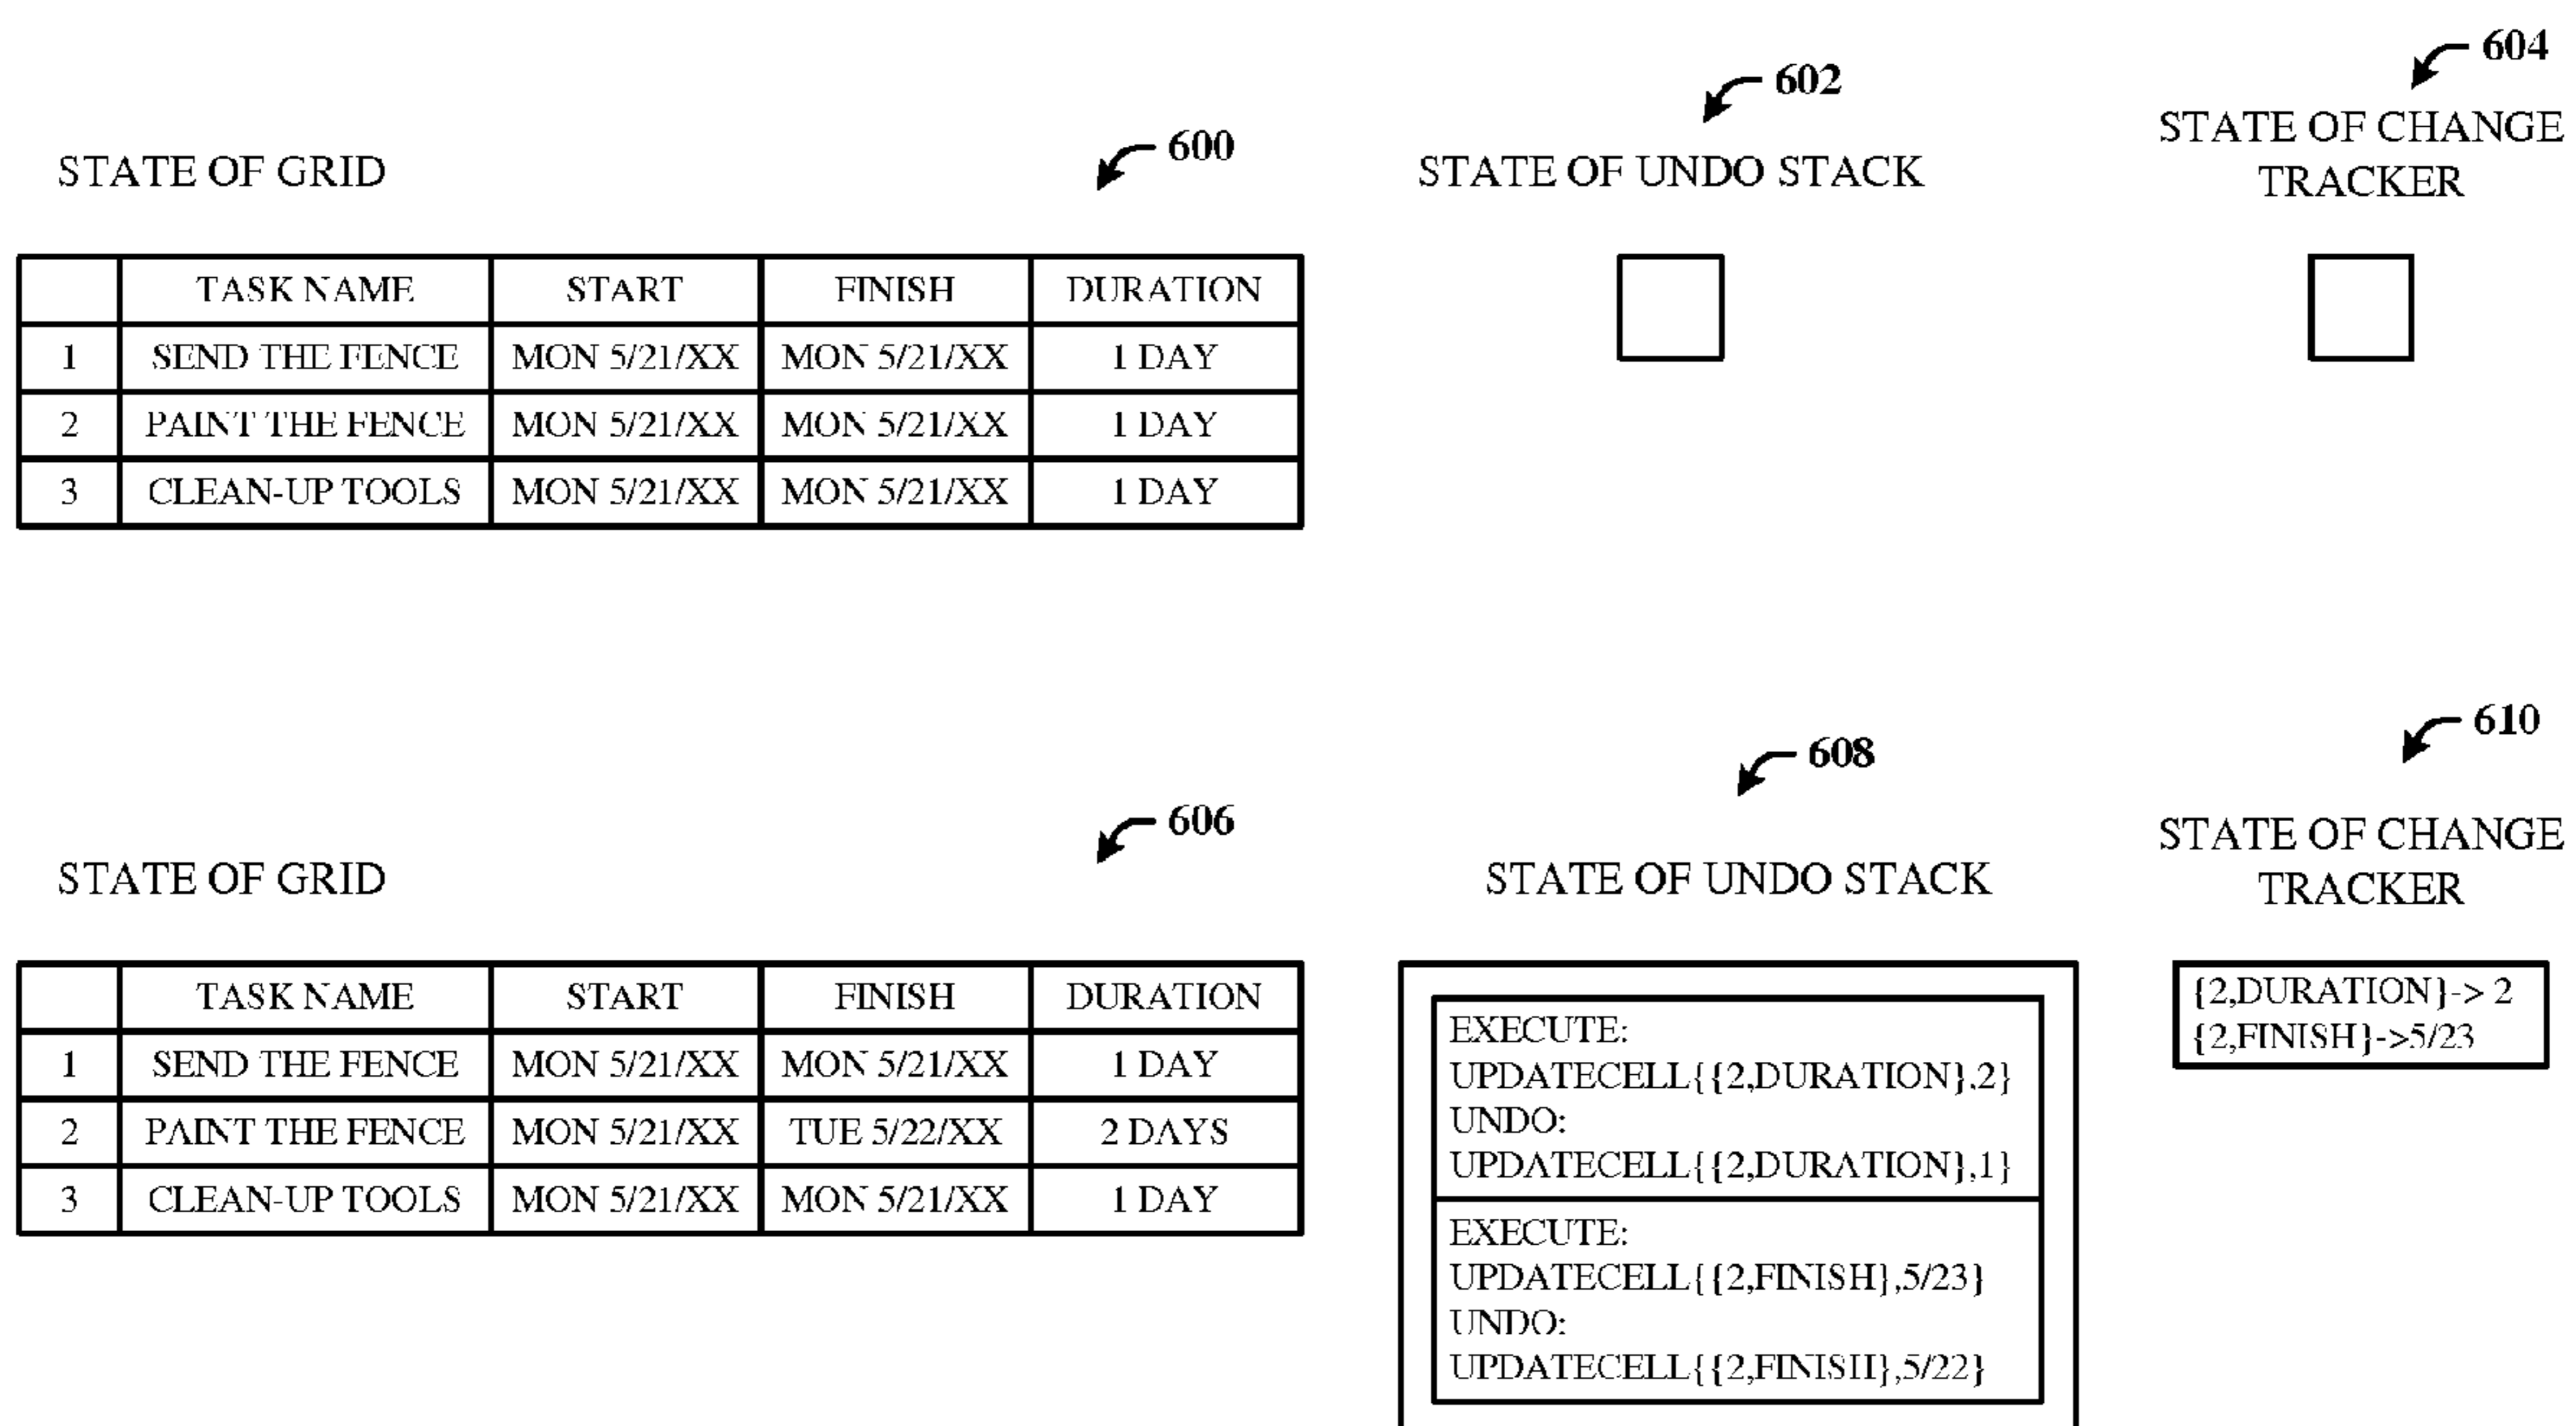 604
602
STATE OF CHANGE
TRACKER
600
STATE OF GRID
STATE OF UNDO STACK
TASK NAME START FINISH DURATION
1 SEND THE FENCE MON 5/21/XX MON 5/21/XX 1 DAY
2 PAINT THE FENCE MON 5/21/XX MON 5/21/XX 1 DAY
3 CLEAN-UP TOOLS MON 5/21/XX MON 5/21/XX 1 DAY
610
608
606
STATE OF CHANGE
TRACKER
STATE OF GRID
STATE OF UNDO STACK
TASK NAME START FINISH DURATION
1 SEND THE FENCE MON 5/21/XX MON 5/21/XX 1 DAY
2 PAINT THE FENCE MON 5/21/XX TUE 5/22/XX 2 DAYS
3 CLEAN-UP TOOLS MON 5/21/XX MON 5/21/XX 1 DAY
EXECUTE:
UPDATECELL{{2,DURATION},2}
UNDO:
UPDATECELL{{2,DURATION},1}
EXECUTE:
UPDATECELL{{2,FINISH},5/23}
UNDO:
UPDATECELL{{2,FINISH},5/22}
{2,DURATION}-> 2
{2,FINISH}->5/23